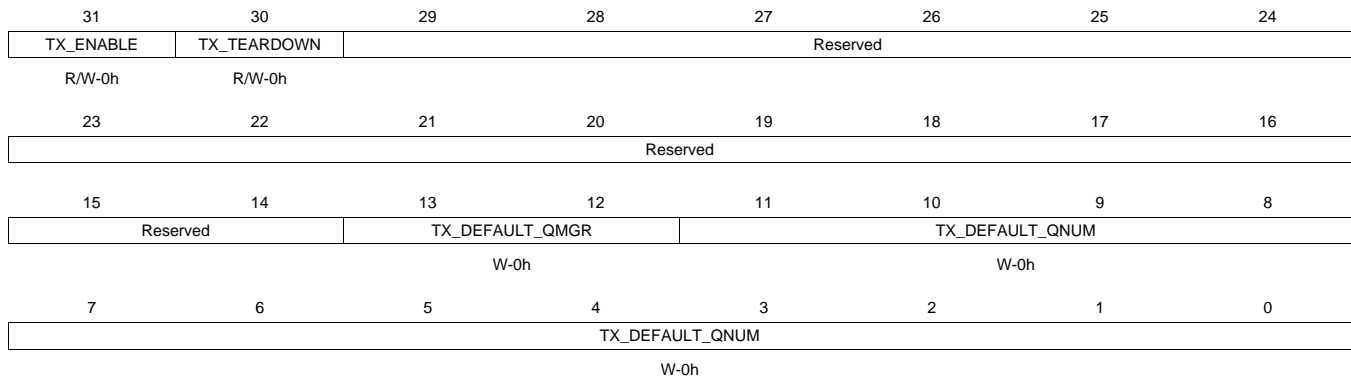 31 30 29 28 27 26 25 24
TX_ENABLE TX_TEARDOWN Reserved
R/W-0h R/W-0h
23 22 21 20 19 18 17 16
Reserved
15 14 13 12 11 10 9 8
Reserved TX_DEFAULT_QMGR TX_DEFAULT_QNUM
W-0h W-0h
7 6 5 4 3 2 1 0
TX_DEFAULT_QNUM
W-0h